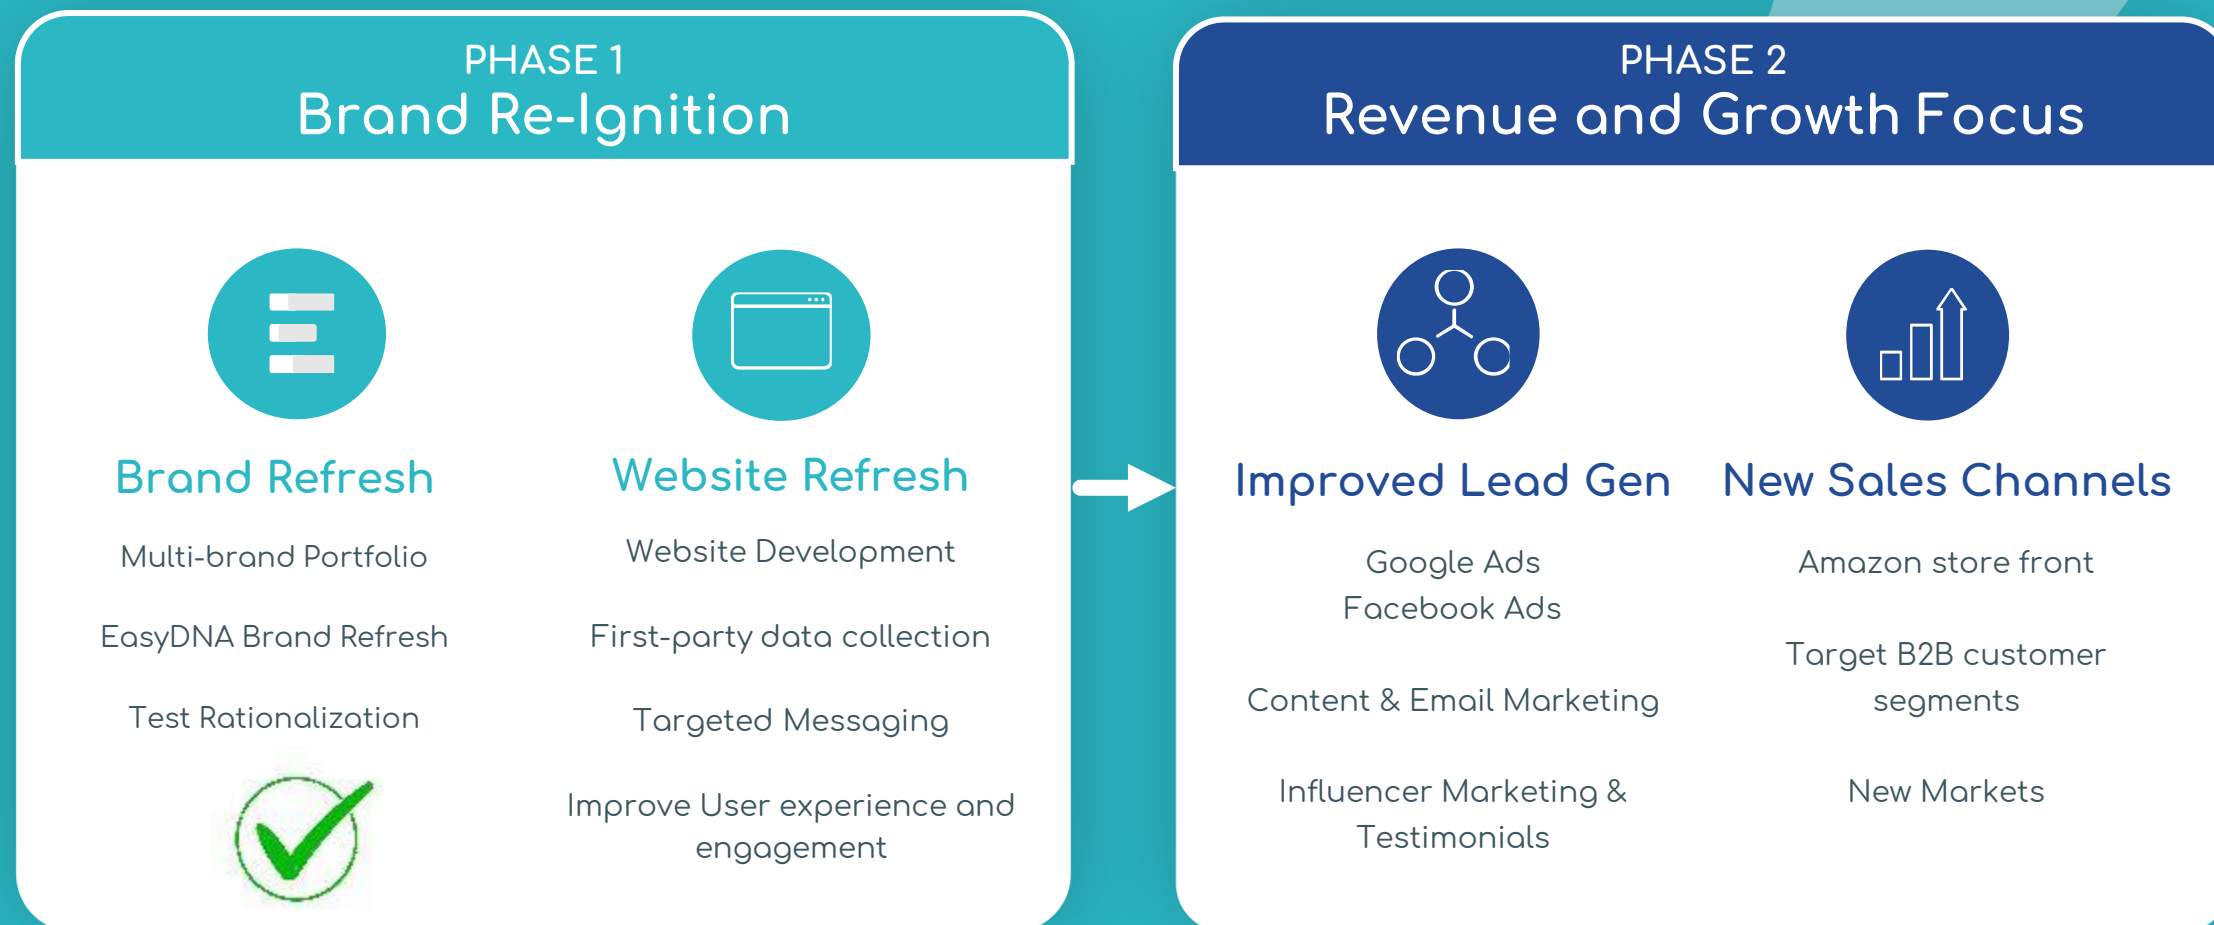 PHASE 1
Brand Re-Ignition
Brand Refresh
Multi-brand Portfolio
EasyDNA Brand Refresh
Test Rationalization
Website Refresh
Website Development
First-party data collection
Targeted Messaging
Improve User experience and
engagement
PHASE 2
Revenue and Growth Focus
Improved Lead Gen
Google Ads
Facebook Ads
Content & Email Marketing
Influencer Marketing &
Testimonials
New Sales Channels
Amazon store front
Target B2B customer
segments
New Markets